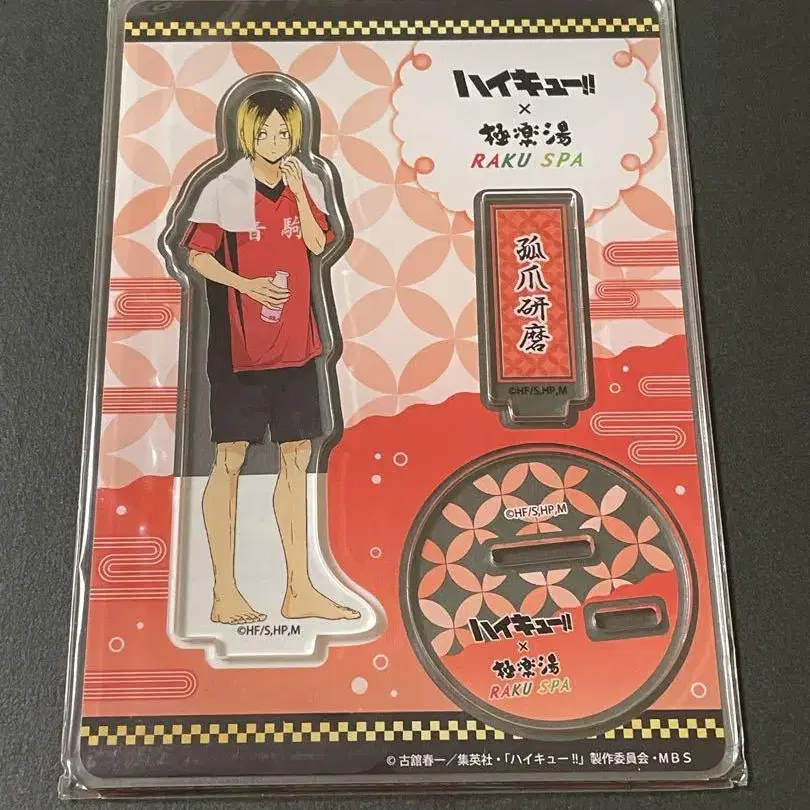 ハイキュー!!
×
極楽湯
RAKU SPA
音駒
孤爪研磨
©HF/S,HP,M
©HF/S,HP,M
©HF/S,HP,M
ハイキュー!!
×
極楽湯
RAKU SPA
©古舘春一/集英社・「ハイキュー!!」製作委員会・MBS